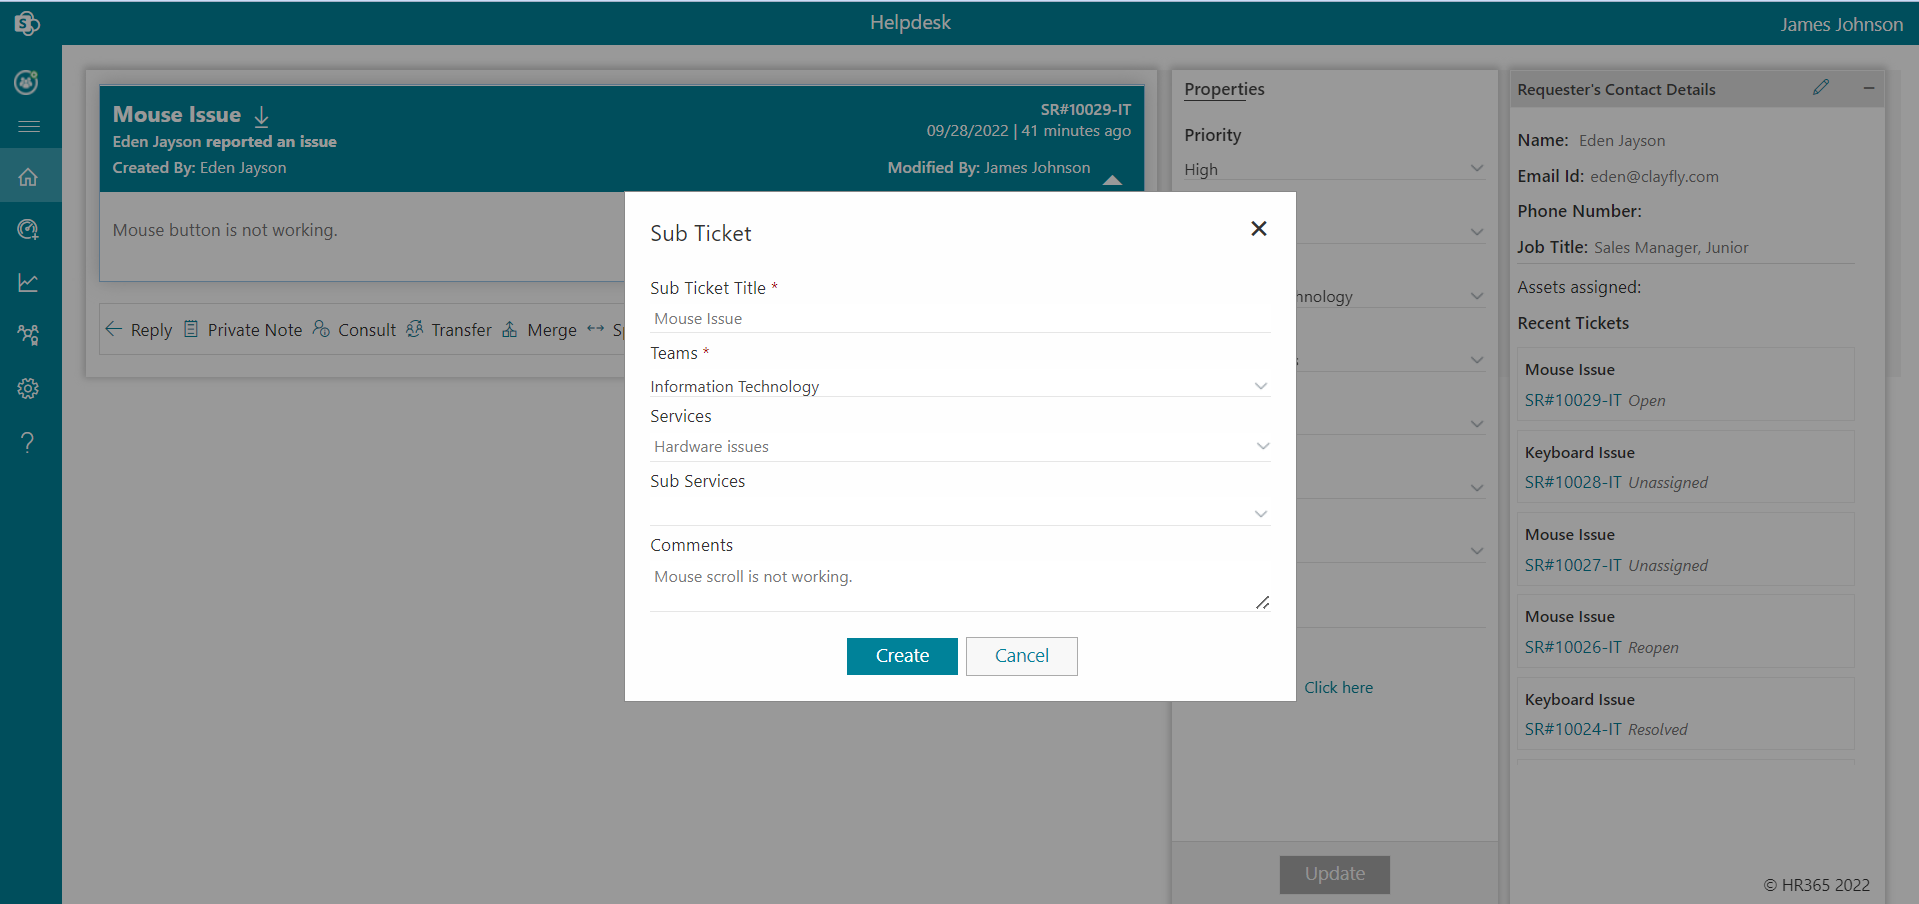 Helpdesk
James Johnson
Mouse Issue
SR#10029-IT
Eden Jayson reported an issue
09/28/2022 | 41 minutes ago
Created By: Eden Jayson
Modified By: James Johnson
Mouse button is not working.
Reply
Private Note
Consult
Transfer
Merge
Sub Ticket
Sub Ticket Title *
Mouse Issue
Teams *
Information Technology
Services
Hardware issues
Sub Services
Comments
Mouse scroll is not working.
Create
Cancel
Properties
Priority
High
Click here
Update
Requester's Contact Details
Name: Eden Jayson
Email Id: eden@clayfly.com
Phone Number:
Job Title: Sales Manager, Junior
Assets assigned:
Recent Tickets
Mouse Issue
SR#10029-IT Open
Keyboard Issue
SR#10028-IT Unassigned
Mouse Issue
SR#10027-IT Unassigned
Mouse Issue
SR#10026-IT Reopen
Keyboard Issue
SR#10024-IT Resolved
© HR365 2022